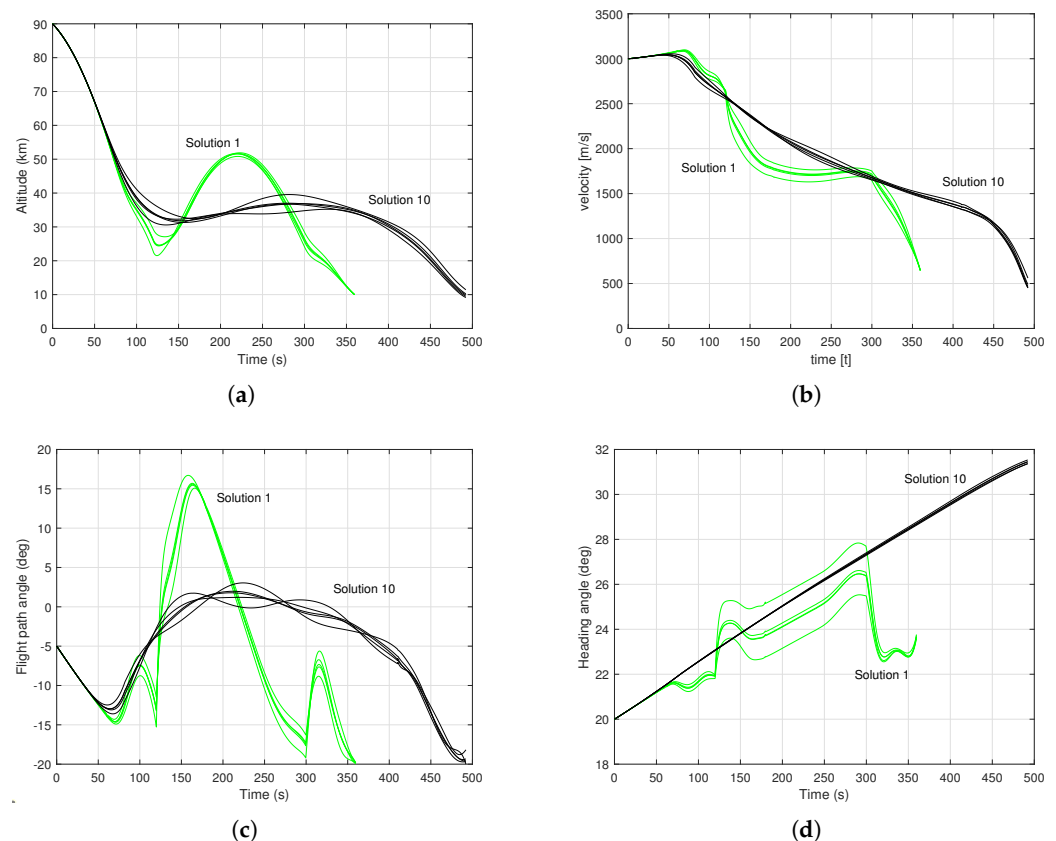 90
80
70
60
50
40
30
20
10
0
Altitude (km)
Solution 1
Solution 10
0 50 100 150 200 250 300 350 400 450 500
Time (s)
(a)
3500
3000
2500
2000
1500
1000
500
0
velocity [m/s]
Solution 1
Solution 10
0 50 100 150 200 250 300 350 400 450 500
time [t]
(b)
20
15
10
5
0
-5
-10
-15
-20
Flight path angle (deg)
Solution 1
Solution 10
0 50 100 150 200 250 300 350 400 450 500
Time (s)
(c)
32
30
28
26
24
22
20
18
Heading angle (deg)
Solution 10
Solution 1
0 50 100 150 200 250 300 350 400 450 500
Time (s)
(d)